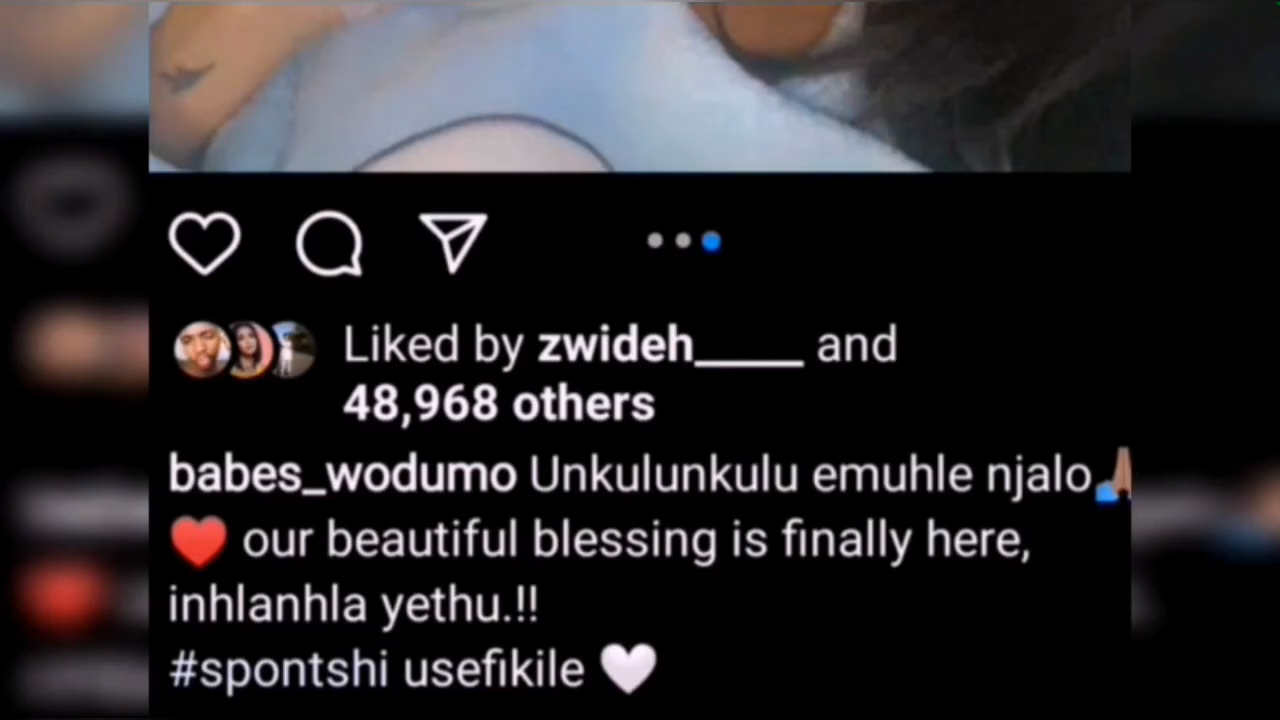 Liked by zwideh_____ and
48,968 others
babes_wodumo Unkulunkulu emuhle njalo🙏🏽
♥️ our beautiful blessing is finally here,
inhlanhla yethu.!!
#spontshi usefikile 🤍